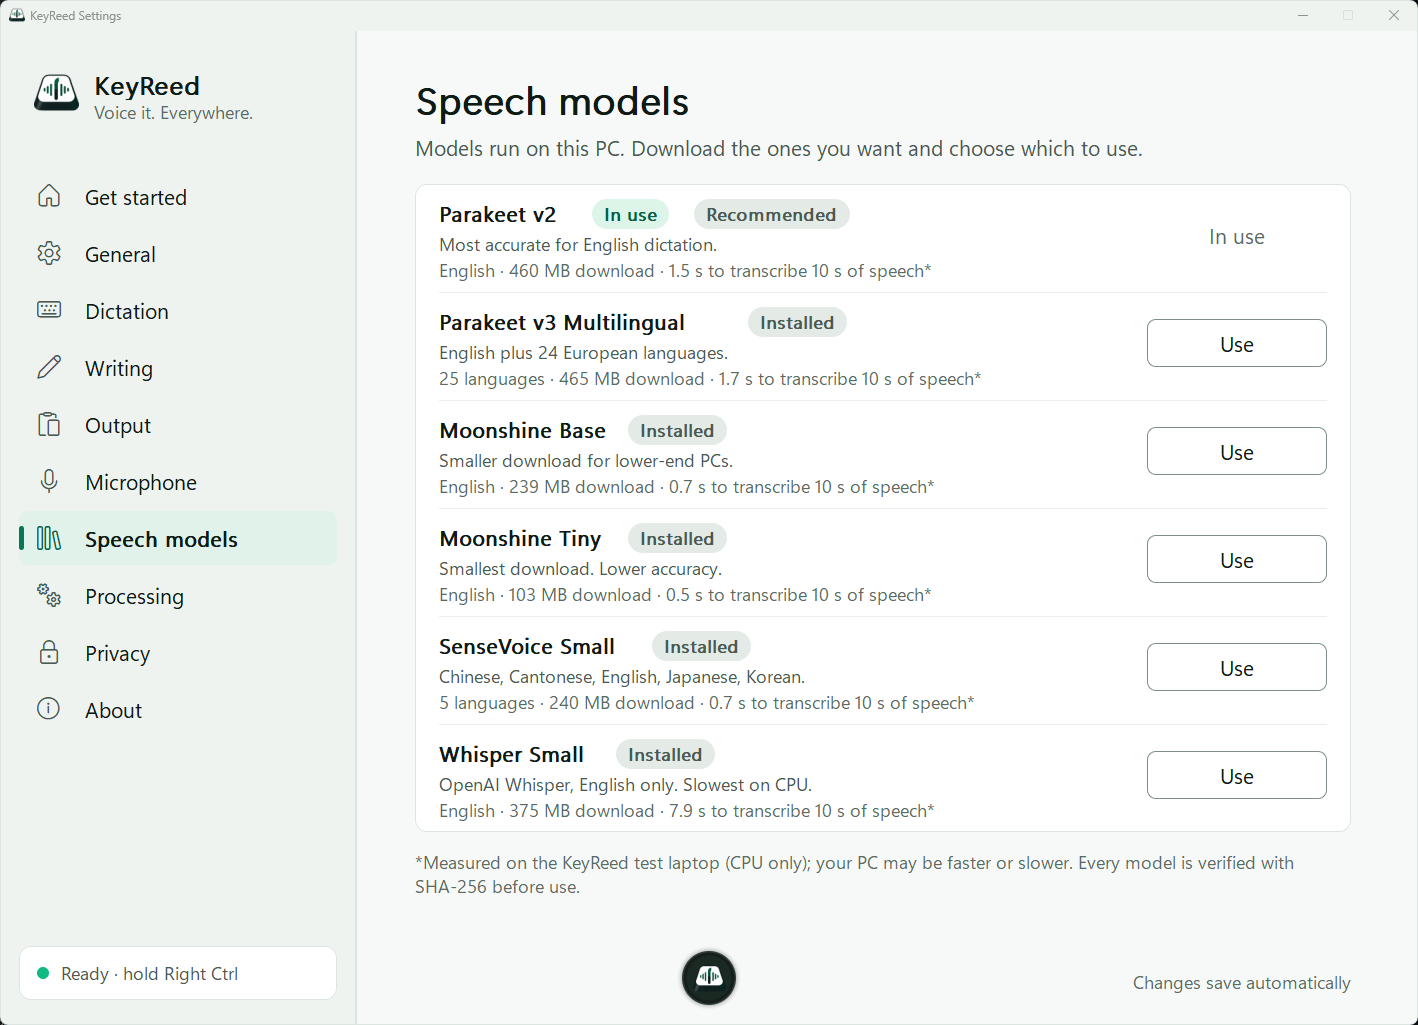 KeyReed Settings
KeyReed
Voice it. Everywhere.
Get started
General
Dictation
Writing
Output
Microphone
Speech models
Processing
Privacy
About
Ready · hold Right Ctrl
Speech models
Models run on this PC. Download the ones you want and choose which to use.
Parakeet v2 In use Recommended
Most accurate for English dictation.
English · 460 MB download · 1.5 s to transcribe 10 s of speech*
In use
Parakeet v3 Multilingual Installed
English plus 24 European languages.
25 languages · 465 MB download · 1.7 s to transcribe 10 s of speech*
Use
Moonshine Base Installed
Smaller download for lower-end PCs.
English · 239 MB download · 0.7 s to transcribe 10 s of speech*
Use
Moonshine Tiny Installed
Smallest download. Lower accuracy.
English · 103 MB download · 0.5 s to transcribe 10 s of speech*
Use
SenseVoice Small Installed
Chinese, Cantonese, English, Japanese, Korean.
5 languages · 240 MB download · 0.7 s to transcribe 10 s of speech*
Use
Whisper Small Installed
OpenAI Whisper, English only. Slowest on CPU.
English · 375 MB download · 7.9 s to transcribe 10 s of speech*
Use
*Measured on the KeyReed test laptop (CPU only); your PC may be faster or slower. Every model is verified with
SHA-256 before use.
Changes save automatically